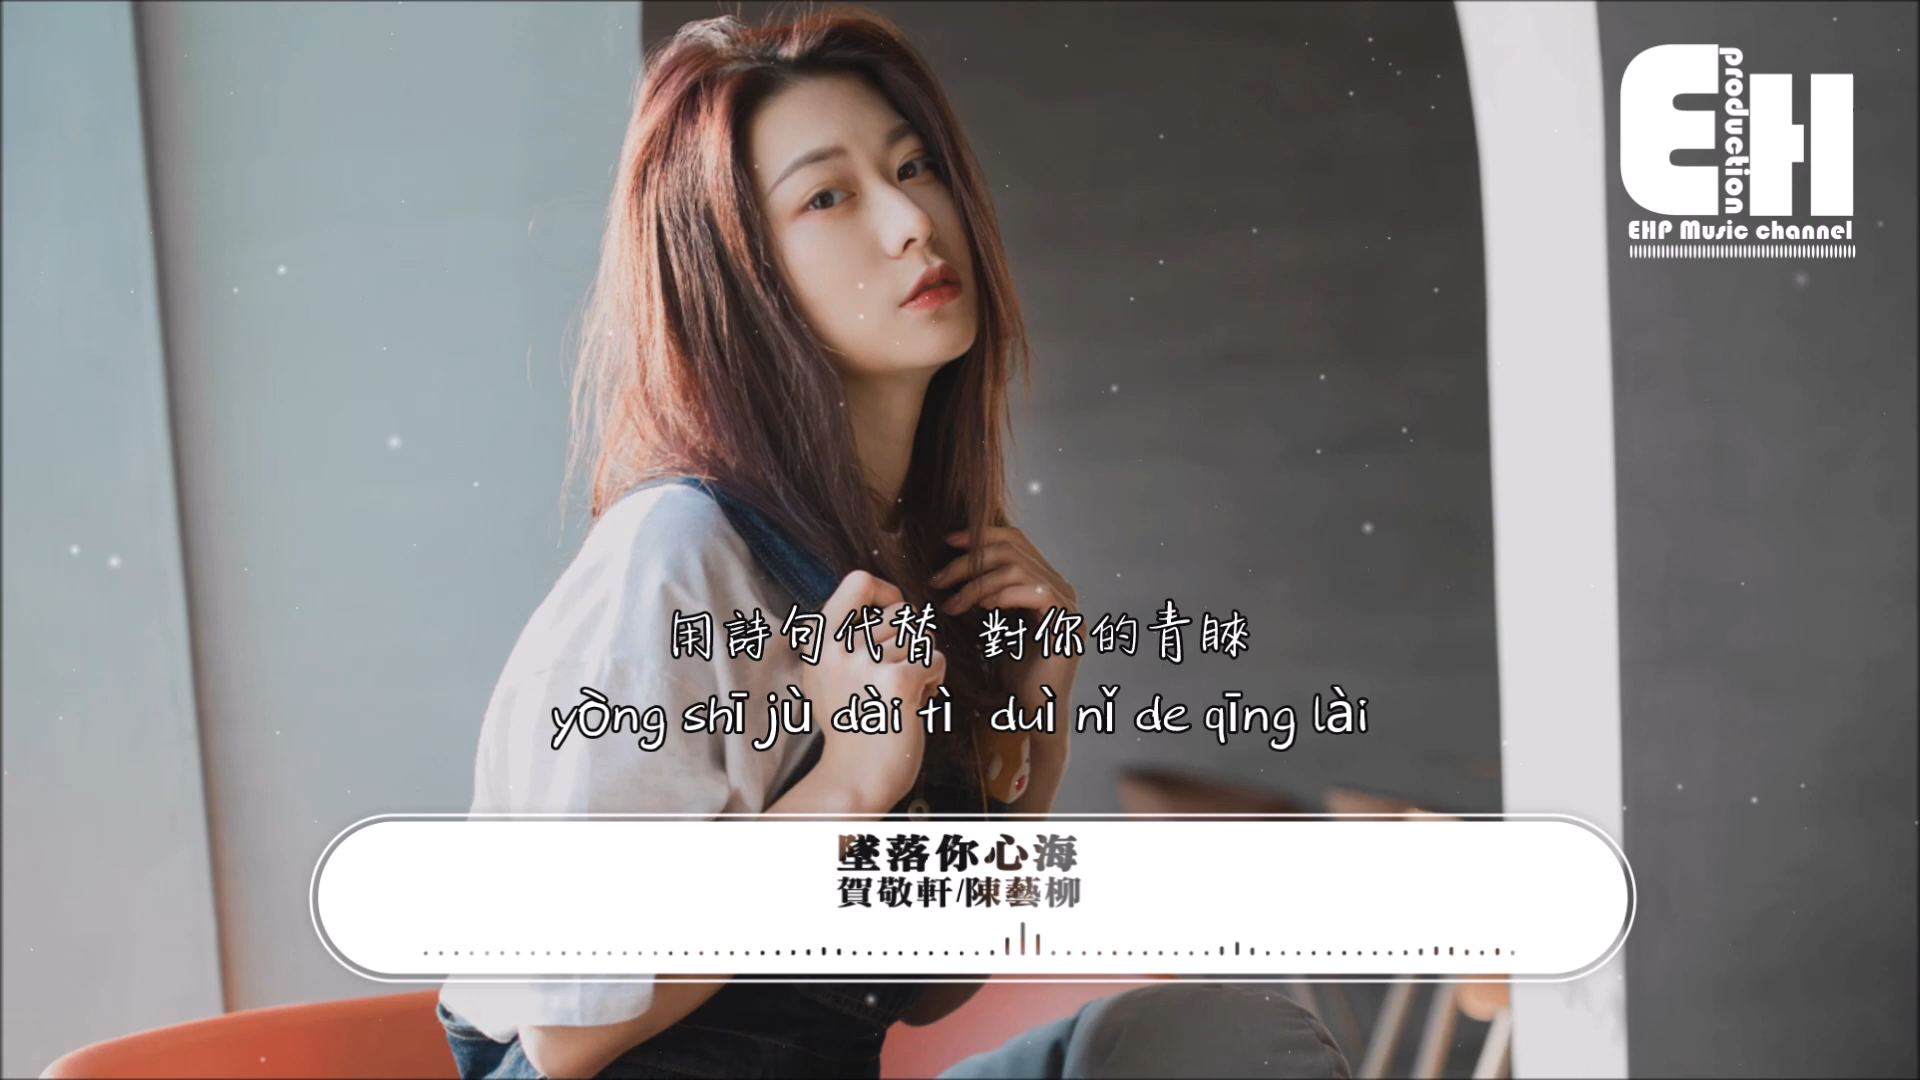 EH
production
EHP Music channel
用詩句代替 對你的青睞
yòng shī jù dài tì duì nǐ de qīng lài
墜落你心海
賀敬軒/陳藝柳